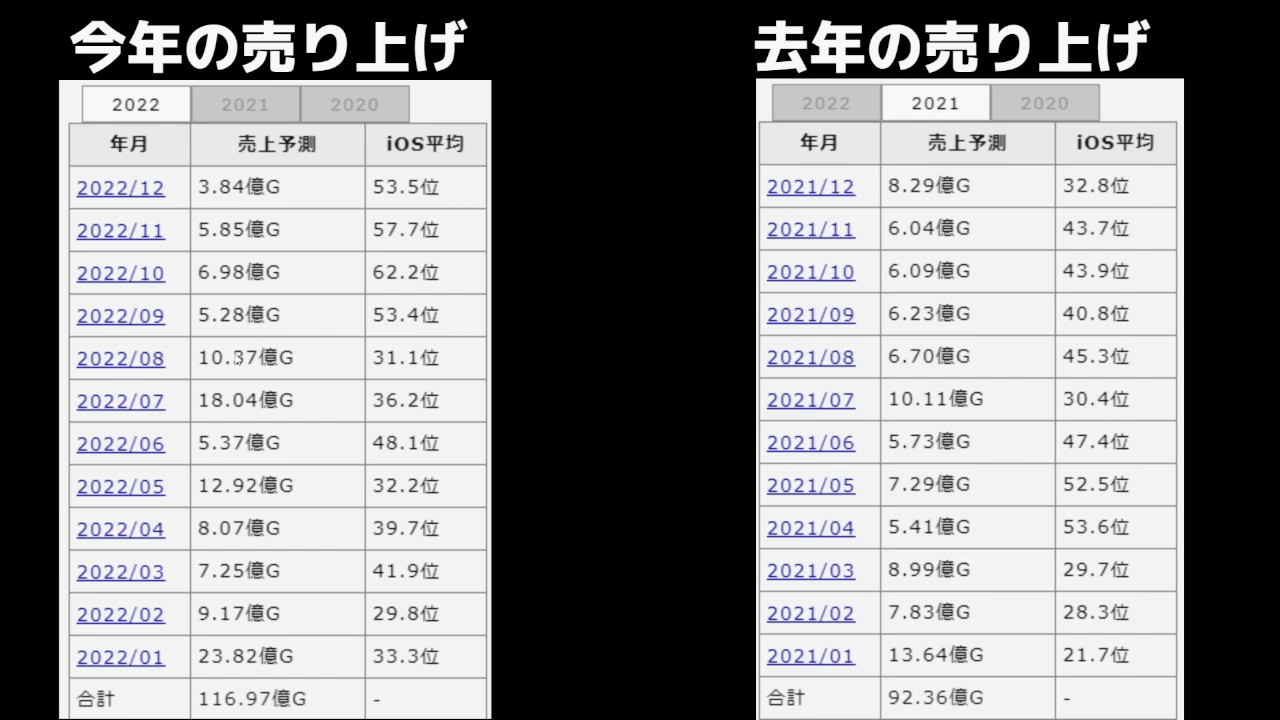 今年の売り上げ
2022 2021 2020
年月 売上予測 iOS平均
2022/12 3.84億G 53.5位
2022/11 5.85億G 57.7位
2022/10 6.98億G 62.2位
2022/09 5.28億G 53.4位
2022/08 10.37億G 31.1位
2022/07 18.04億G 36.2位
2022/06 5.37億G 48.1位
2022/05 12.92億G 32.2位
2022/04 8.07億G 39.7位
2022/03 7.25億G 41.9位
2022/02 9.17億G 29.8位
2022/01 23.82億G 33.3位
合計 116.97億G -
去年の売り上げ
2022 2021 2020
年月 売上予測 iOS平均
2021/12 8.29億G 32.8位
2021/11 6.04億G 43.7位
2021/10 6.09億G 43.9位
2021/09 6.23億G 40.8位
2021/08 6.70億G 45.3位
2021/07 10.11億G 30.4位
2021/06 5.73億G 47.4位
2021/05 7.29億G 52.5位
2021/04 5.41億G 53.6位
2021/03 8.99億G 29.7位
2021/02 7.83億G 28.3位
2021/01 13.64億G 21.7位
合計 92.36億G -